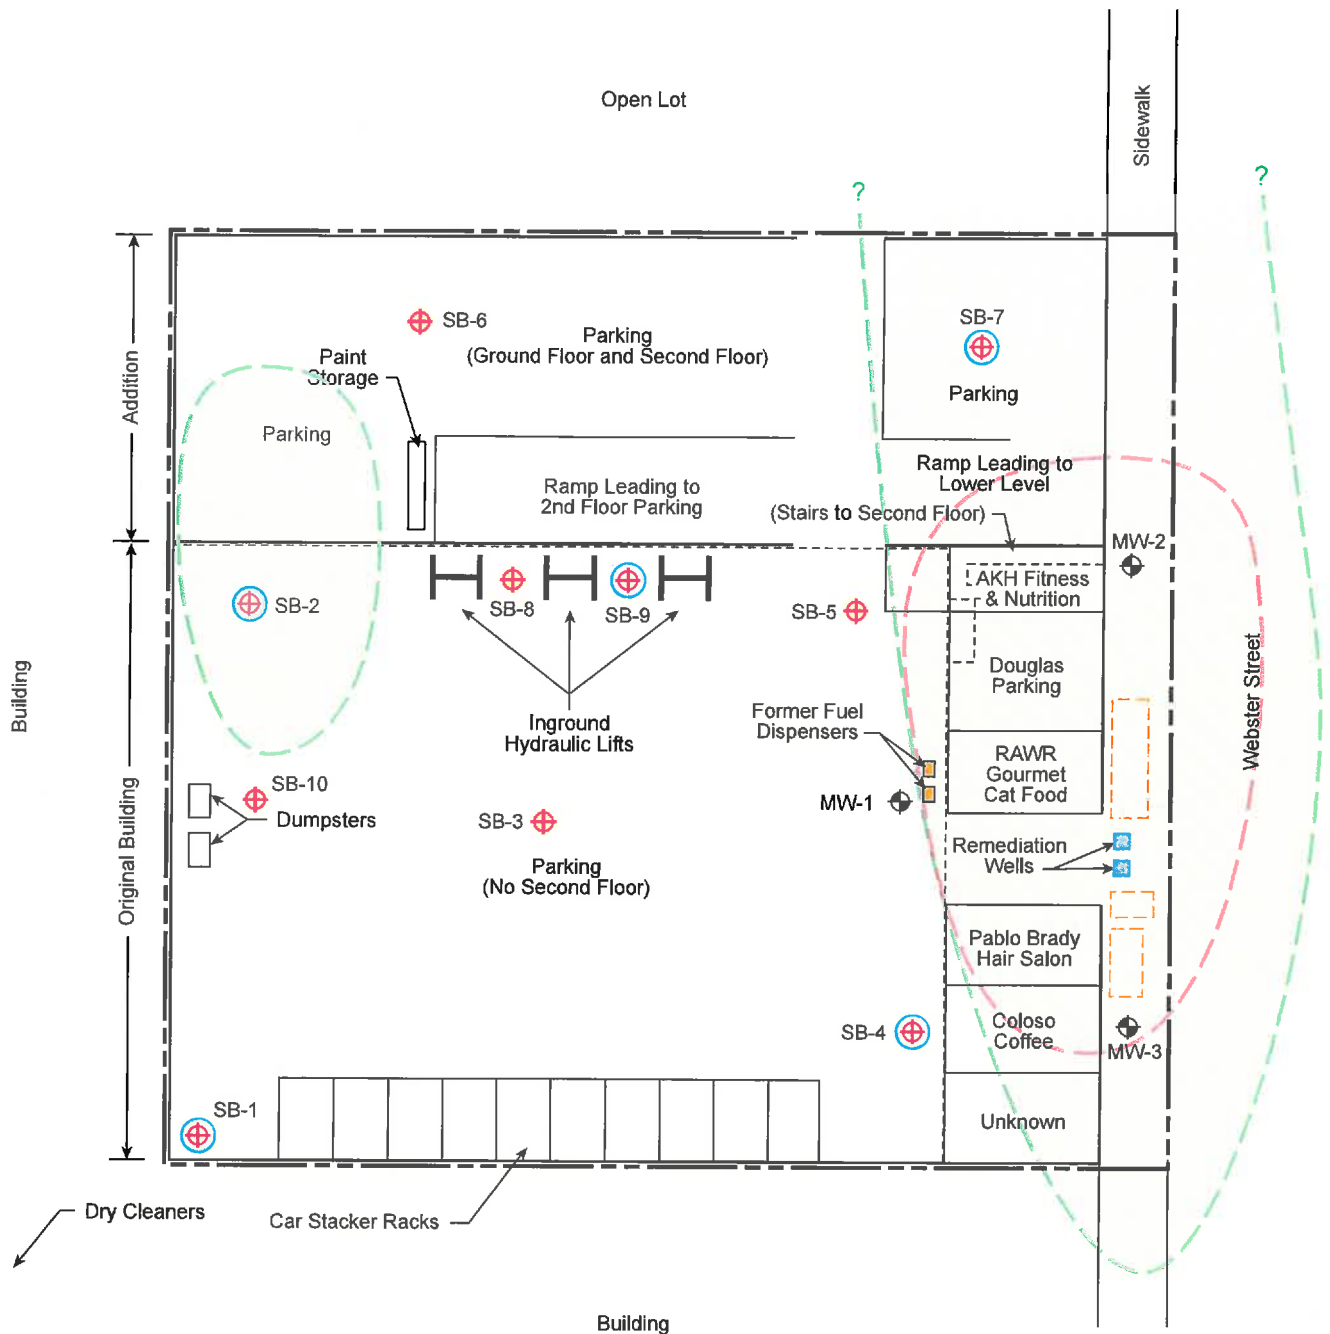 Open Lot
Sidewalk
?
?
SB-6
Parking
(Ground Floor and Second Floor)
SB-7
Parking
Paint
Storage
Addition
Parking
Ramp Leading to
2nd Floor Parking
Ramp Leading to
Lower Level
(Stairs to Second Floor)
MW-2
SB-2
SB-8
SB-9
SB-5
AKH Fitness
& Nutrition
Douglas
Parking
Building
Webster Street
Inground
Hydraulic Lifts
Former Fuel
Dispensers
RAWR
Gourmet
Cat Food
SB-10
Dumpsters
SB-3
MW-1
Parking
(No Second Floor)
Remediation
Wells
Original Building
Pablo Brady
Hair Salon
SB-4
Coloso
Coffee
MW-3
SB-1
Unknown
Dry Cleaners
Car Stacker Racks
Building